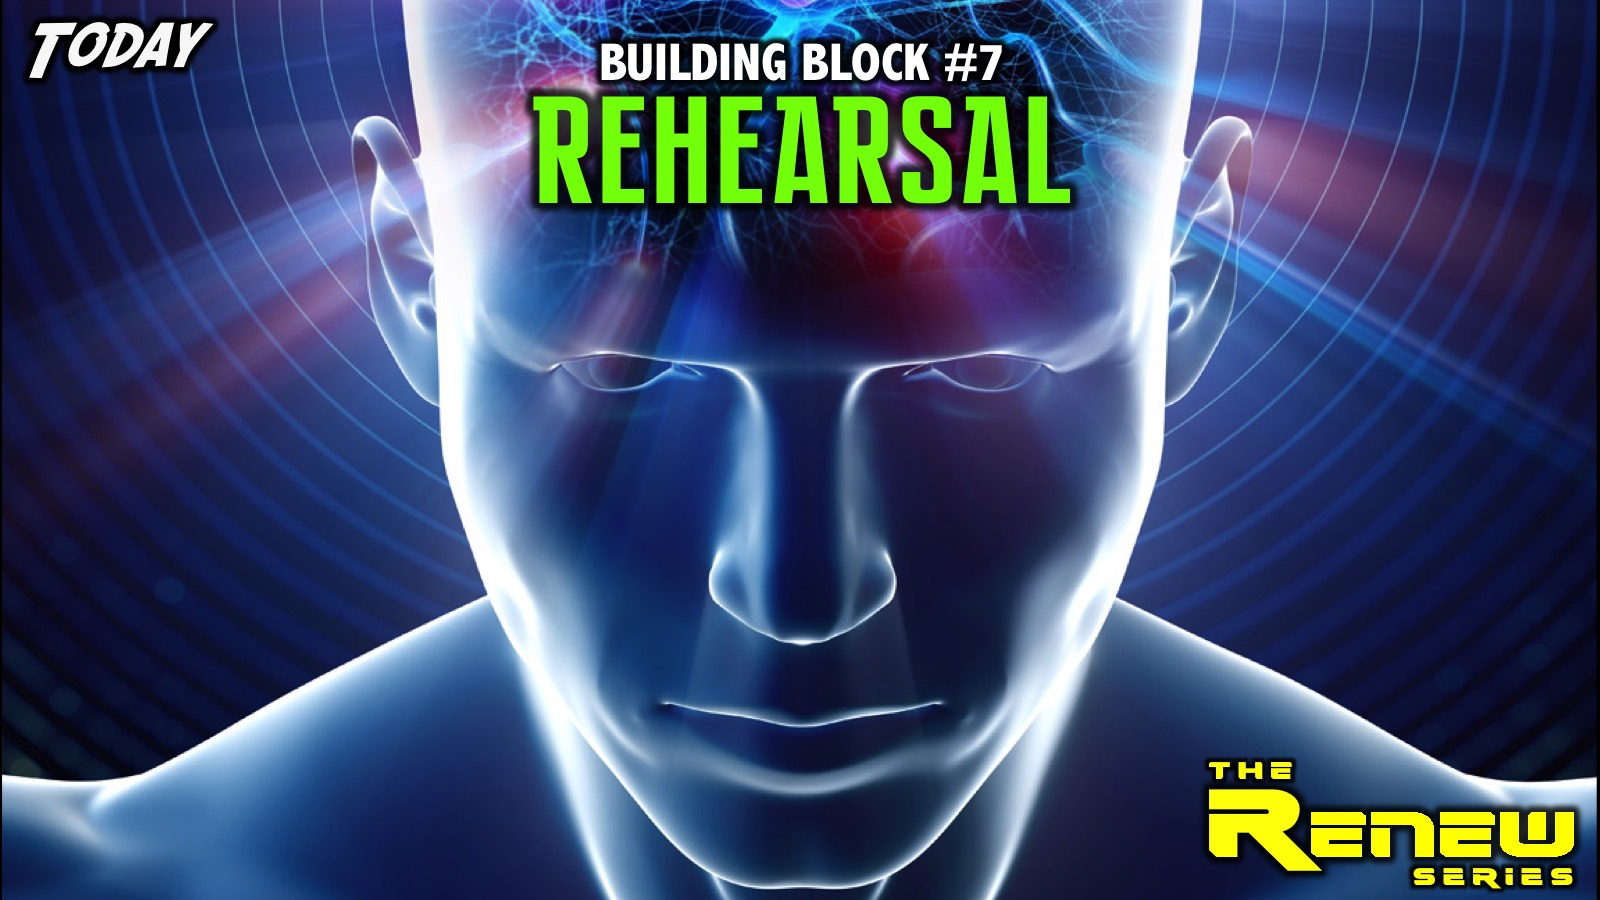 TODAY
BUILDING BLOCK #7
REHEARSAL
THE
RENEW
SERIES